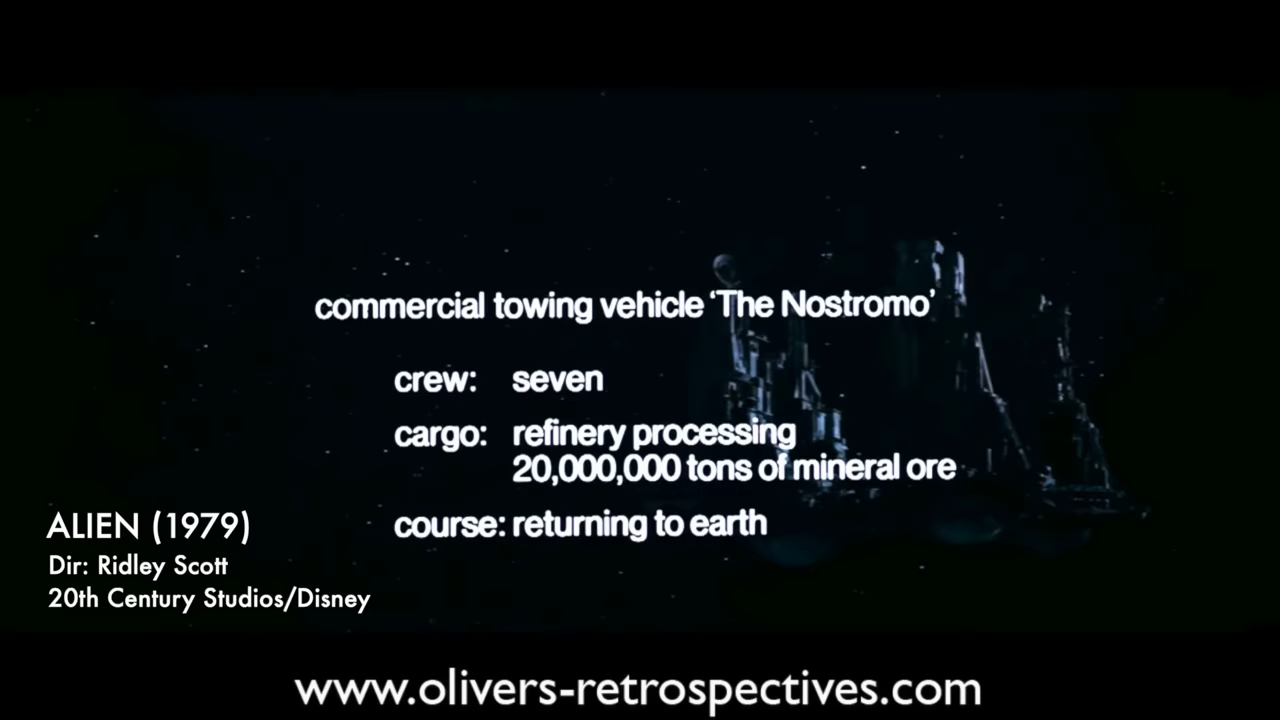 commercial towing vehicle ‘The Nostromo’
crew: seven
cargo: refinery processing
20,000,000 tons of mineral ore
course: returning to earth
ALIEN (1979)
Dir: Ridley Scott
20th Century Studios/Disney
www.olivers-retrospectives.com